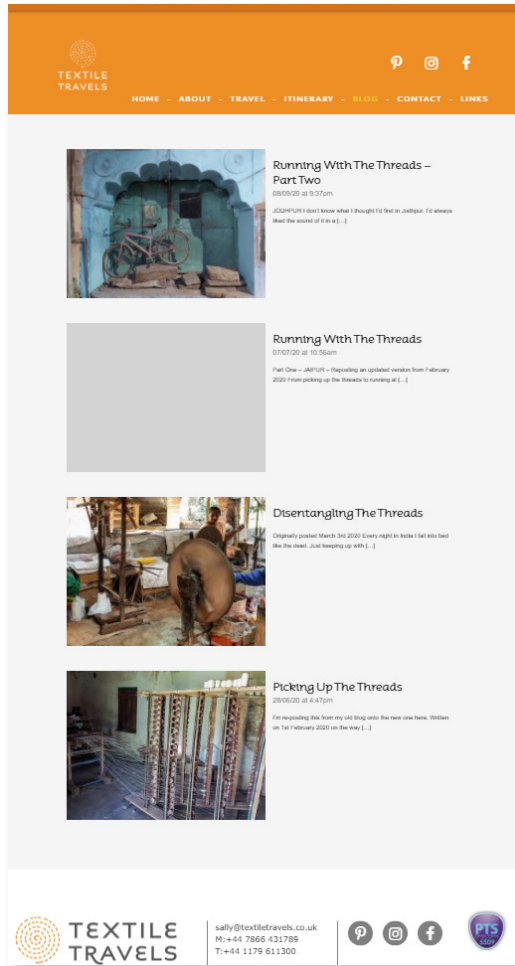 TEXTILE
TRAVELS
HOME – ABOUT – TRAVEL – ITINERARY – BLOG – CONTACT – LINKS
Running With The Threads –
Part Two
08/09/20 at 9:37pm
JODHPUR I don't know what I thought I'd find in Jodhpur. I'd always
liked the sound of it in a […]
Running With The Threads
07/07/20 at 10:56am
Part One – JAIPUR – Reposting an updated version from February
2020 From picking up the threads to running at […]
Disentangling The Threads
Originally posted March 3rd 2020 Every night in India I fall into bed
like the dead. Just keeping up with […]
Picking Up The Threads
28/06/20 at 4:47pm
I'm re-posting this from my old blog onto the new one here. Written
on 1st February 2020 on the way […]
TEXTILE
TRAVELS
sally@textiletravels.co.uk
M:+44 7866 431789
T:+44 1179 611300
PTS